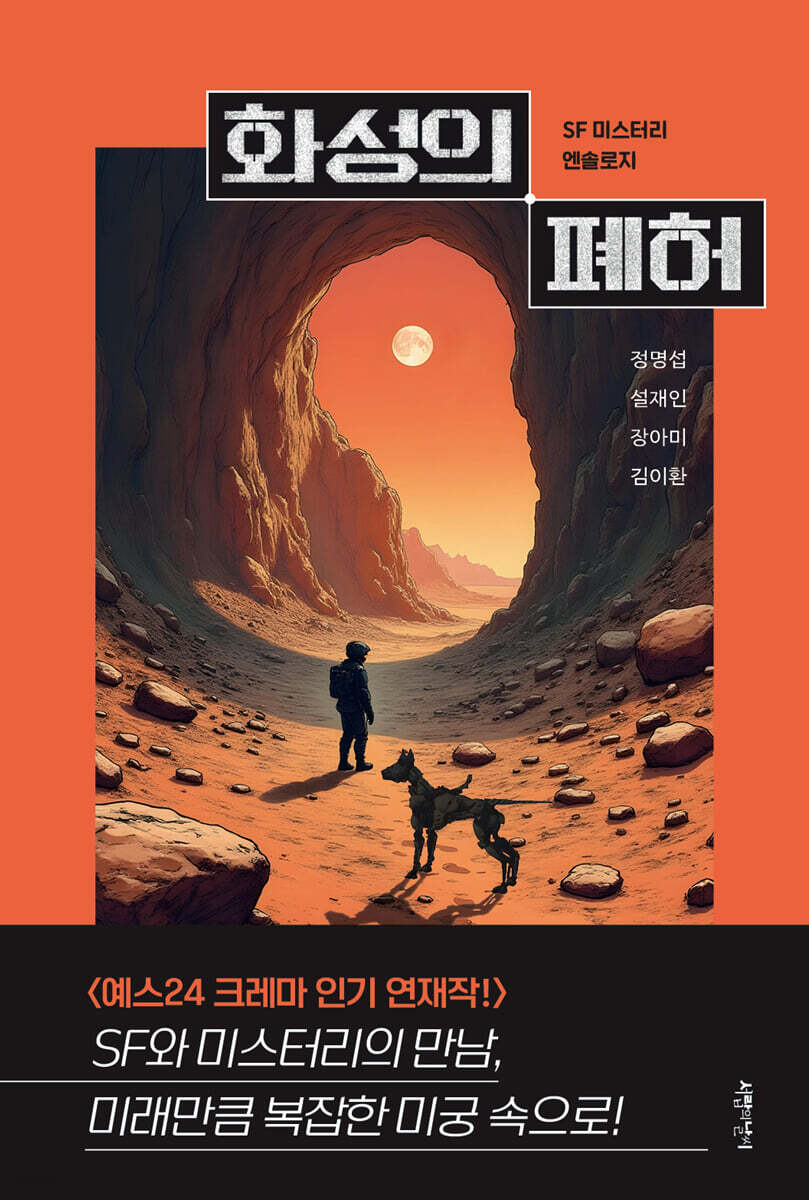 화성의
폐허
SF 미스터리
엔솔로지
정명섭
설재인
장아미
김이환
〈예스24 크레마 인기 연재작!〉
SF와 미스터리의 만남,
미래만큼 복잡한 미궁 속으로!
서랍의날씨